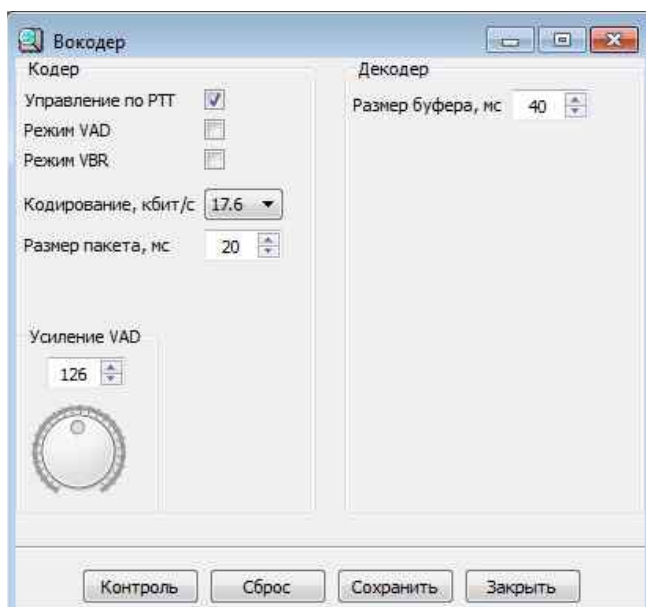 Вокодер
Кодер
Управление по PTT
Режим VAD
Режим VBR
Кодирование, кбит/с 17.6
Размер пакета, мс 20
Усиление VAD
126
Декодер
Размер буфера, мс 40
Контроль Сброс Сохранить Закрыть